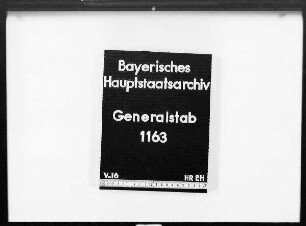 Bayerisches
Hauptstaatsarchiv
Generalstab
1163
V.16 HR EH